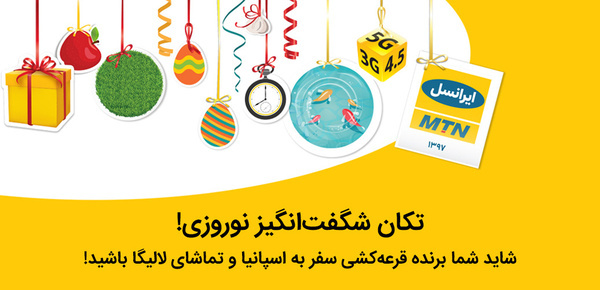 5G
3G 4.5
ایرانسل
MTN
۱۳۹۷
تکان شگفت‌انگیز نوروزی!
شاید شما برنده قرعه‌کشی سفر به اسپانیا و تماشای لالیگا باشید!